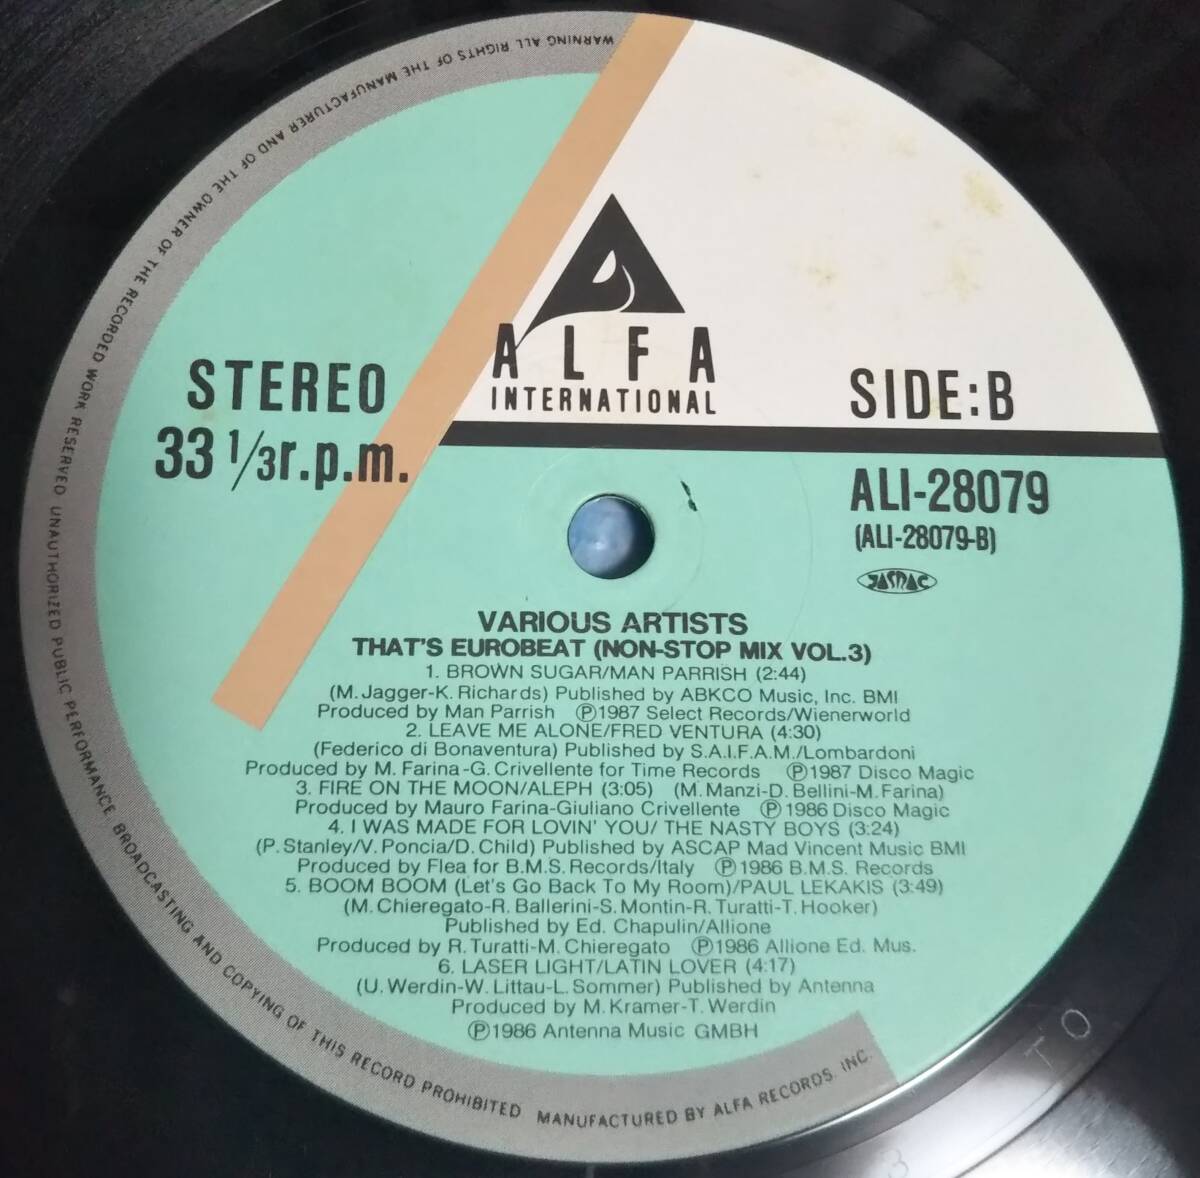 WARNING ALL RIGHTS OF THE MANUFACTURER AND OF THE OWNER OF THE RECORDED WORK RESERVED UNAUTHORIZED PUBLIC PERFORMANCE BROADCASTING AND COPYING OF THIS RECORD PROHIBITED MANUFACTURED BY ALFA RECORDS, INC.
ALFA
INTERNATIONAL
STEREO
33 1/3r.p.m.
SIDE:B
ALI-28079
(ALI-28079-B)
JASRAC
VARIOUS ARTISTS
THAT'S EUROBEAT (NON-STOP MIX VOL.3)
1. BROWN SUGAR/MAN PARRISH (2:44)
(M. Jagger-K. Richards) Published by ABKCO Music, Inc. BMI
Produced by Man Parrish ℗1987 Select Records/Wienerworld
2. LEAVE ME ALONE/FRED VENTURA (4:30)
(Federico di Bonaventura) Published by S.A.I.F.A.M./Lombardoni
Produced by M. Farina-G. Crivellente for Time Records ℗1987 Disco Magic
3. FIRE ON THE MOON/ALEPH (3:05) (M. Manzi-D. Bellini-M. Farina)
Produced by Mauro Farina-Giuliano Crivellente ℗1986 Disco Magic
4. I WAS MADE FOR LOVIN' YOU/ THE NASTY BOYS (3:24)
(P. Stanley/V. Poncia/D. Child) Published by ASCAP Mad Vincent Music BMI
Produced by Flea for B.M.S. Records/Italy ℗1986 B.M.S. Records
5. BOOM BOOM (Let's Go Back To My Room)/PAUL LEKAKIS (3:49)
(M. Chieregato-R. Ballerini-S. Montin-R. Turatti-T. Hooker)
Published by Ed. Chapulin/Allione
Produced by R. Turatti-M. Chieregato ℗1986 Allione Ed. Mus.
6. LASER LIGHT/LATIN LOVER (4:17)
(U. Werdin-W. Littau-L. Sommer) Published by Antenna
Produced by M. Kramer-T. Werdin
℗1986 Antenna Music GMBH
TO
3